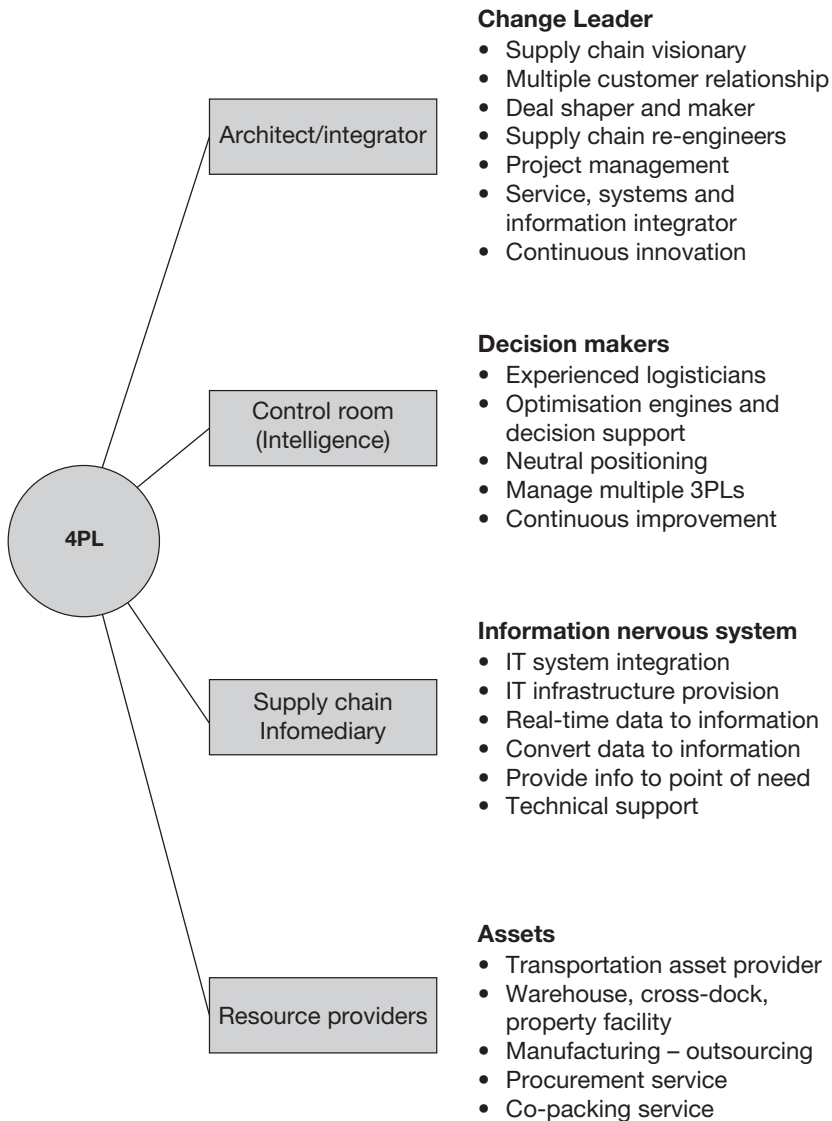 Change Leader
• Supply chain visionary
• Multiple customer relationship
• Deal shaper and maker
• Supply chain re-engineers
• Project management
• Service, systems and
information integrator
• Continuous innovation
Architect/integrator
Decision makers
• Experienced logisticians
• Optimisation engines and
decision support
• Neutral positioning
• Manage multiple 3PLs
• Continuous improvement
Control room
(Intelligence)
4PL
Information nervous system
• IT system integration
• IT infrastructure provision
• Real-time data to information
• Convert data to information
• Provide info to point of need
• Technical support
Supply chain
Infomediary
Assets
• Transportation asset provider
• Warehouse, cross-dock,
property facility
• Manufacturing – outsourcing
• Procurement service
• Co-packing service
Resource providers